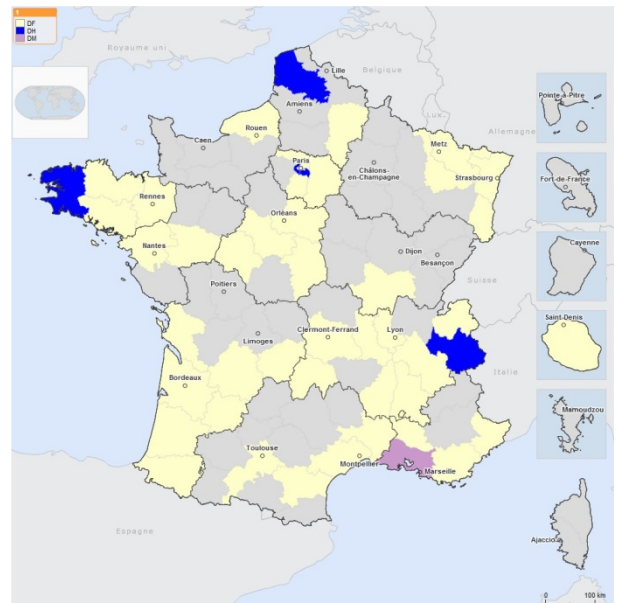 1
DF
DH
DM
Royaume uni
Lille
Belgique
Pointe-à-Pitre
Amiens
Lux.
Allemagne
Rouen
Caen
Metz
Paris
Châlons-
en-Champagne
Strasbourg
Fort-de-France
Rennes
Orléans
Cayenne
Nantes
Dijon
Besançon
Suisse
Poitiers
Saint-Denis
Clermont-Ferrand
Lyon
Limoges
Italie
Bordeaux
Mamoudzou
Toulouse
Montpellier
Marseille
Espagne
Ajaccio
0 100 km